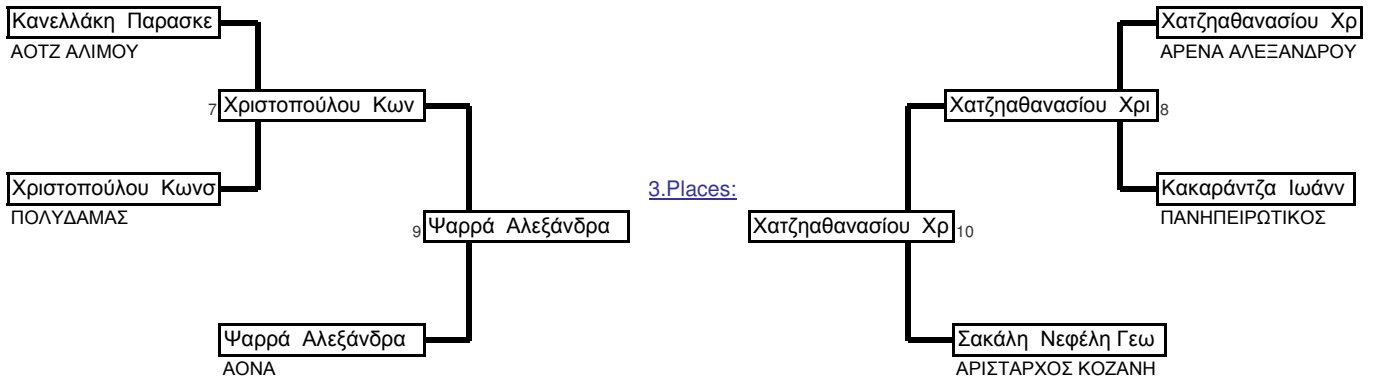 Κανελλάκη Παρασκε
ΑΟΤΖ ΑΛΙΜΟΥ
7 Χριστοπούλου Κων
Χριστοπούλου Κωνσ
ΠΟΛΥΔΑΜΑΣ
9 Ψαρρά Αλεξάνδρα
Ψαρρά Αλεξάνδρα
ΑΟΝΑ
3.Places:
Χατζηαθανασίου Χρ
ΑΡΕΝΑ ΑΛΕΞΑΝΔΡΟΥ
Χατζηαθανασίου Χρι 8
Κακαράντζα Ιωάνν
ΠΑΝΗΠΕΙΡΩΤΙΚΟΣ
Χατζηαθανασίου Χρ 10
Σακάλη Νεφέλη Γεω
ΑΡΙΣΤΑΡΧΟΣ ΚΟΖΑΝΗ